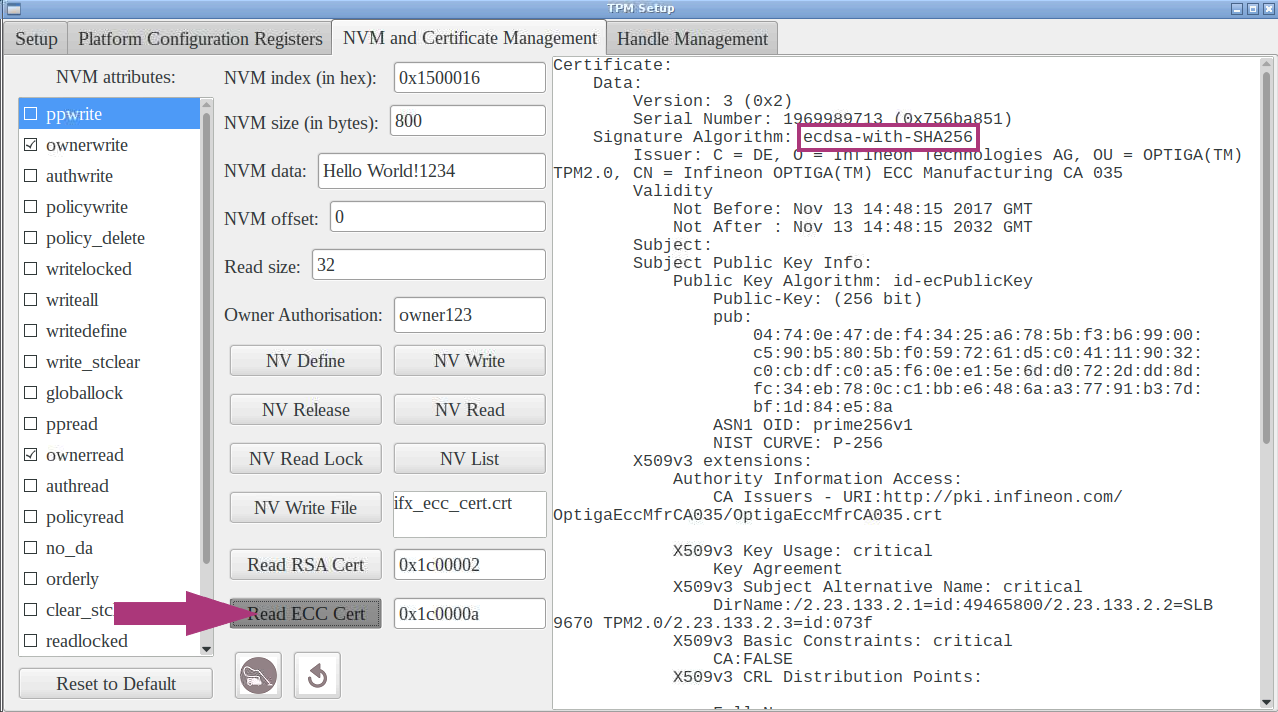 TPM Setup
Setup
Platform Configuration Registers
NVM and Certificate Management
Handle Management
NVM attributes:
ppwrite
ownerwrite
authwrite
policywrite
policy_delete
writelocked
writeall
writedefine
write_stclear
globallock
ppread
ownerread
authread
policyread
no_da
orderly
clear_stc
readlocked
Reset to Default
NVM index (in hex): 0x1500016
NVM size (in bytes): 800
NVM data: Hello World!1234
NVM offset: 0
Read size: 32
Owner Authorisation: owner123
NV Define
NV Write
NV Release
NV Read
NV Read Lock
NV List
NV Write File
ifx_ecc_cert.crt
Read RSA Cert
0x1c00002
Read ECC Cert
0x1c0000a
Certificate:
Data:
Version: 3 (0x2)
Serial Number: 1969989713 (0x756ba851)
Signature Algorithm: ecdsa-with-SHA256
Issuer: C = DE, O = Infineon Technologies AG, OU = OPTIGA(TM)
TPM2.0, CN = Infineon OPTIGA(TM) ECC Manufacturing CA 035
Validity
Not Before: Nov 13 14:48:15 2017 GMT
Not After : Nov 13 14:48:15 2032 GMT
Subject:
Subject Public Key Info:
Public Key Algorithm: id-ecPublicKey
Public-Key: (256 bit)
pub:
04:74:0e:47:de:f4:34:25:a6:78:5b:f3:b6:99:00:
c5:90:b5:80:5b:f0:59:72:61:d5:c0:41:11:90:32:
c0:cb:df:c0:a5:f6:0e:e1:5e:6d:d0:72:2d:dd:8d:
fc:34:eb:78:0c:c1:bb:e6:48:6a:a3:77:91:b3:7d:
bf:1d:84:e5:8a
ASN1 OID: prime256v1
NIST CURVE: P-256
X509v3 extensions:
Authority Information Access:
CA Issuers - URI:http://pki.infineon.com/
OptigaEccMfrCA035/OptigaEccMfrCA035.crt
X509v3 Key Usage: critical
Key Agreement
X509v3 Subject Alternative Name: critical
DirName:/2.23.133.2.1=id:49465800/2.23.133.2.2=SLB
9670 TPM2.0/2.23.133.2.3=id:073f
X509v3 Basic Constraints: critical
CA:FALSE
X509v3 CRL Distribution Points: